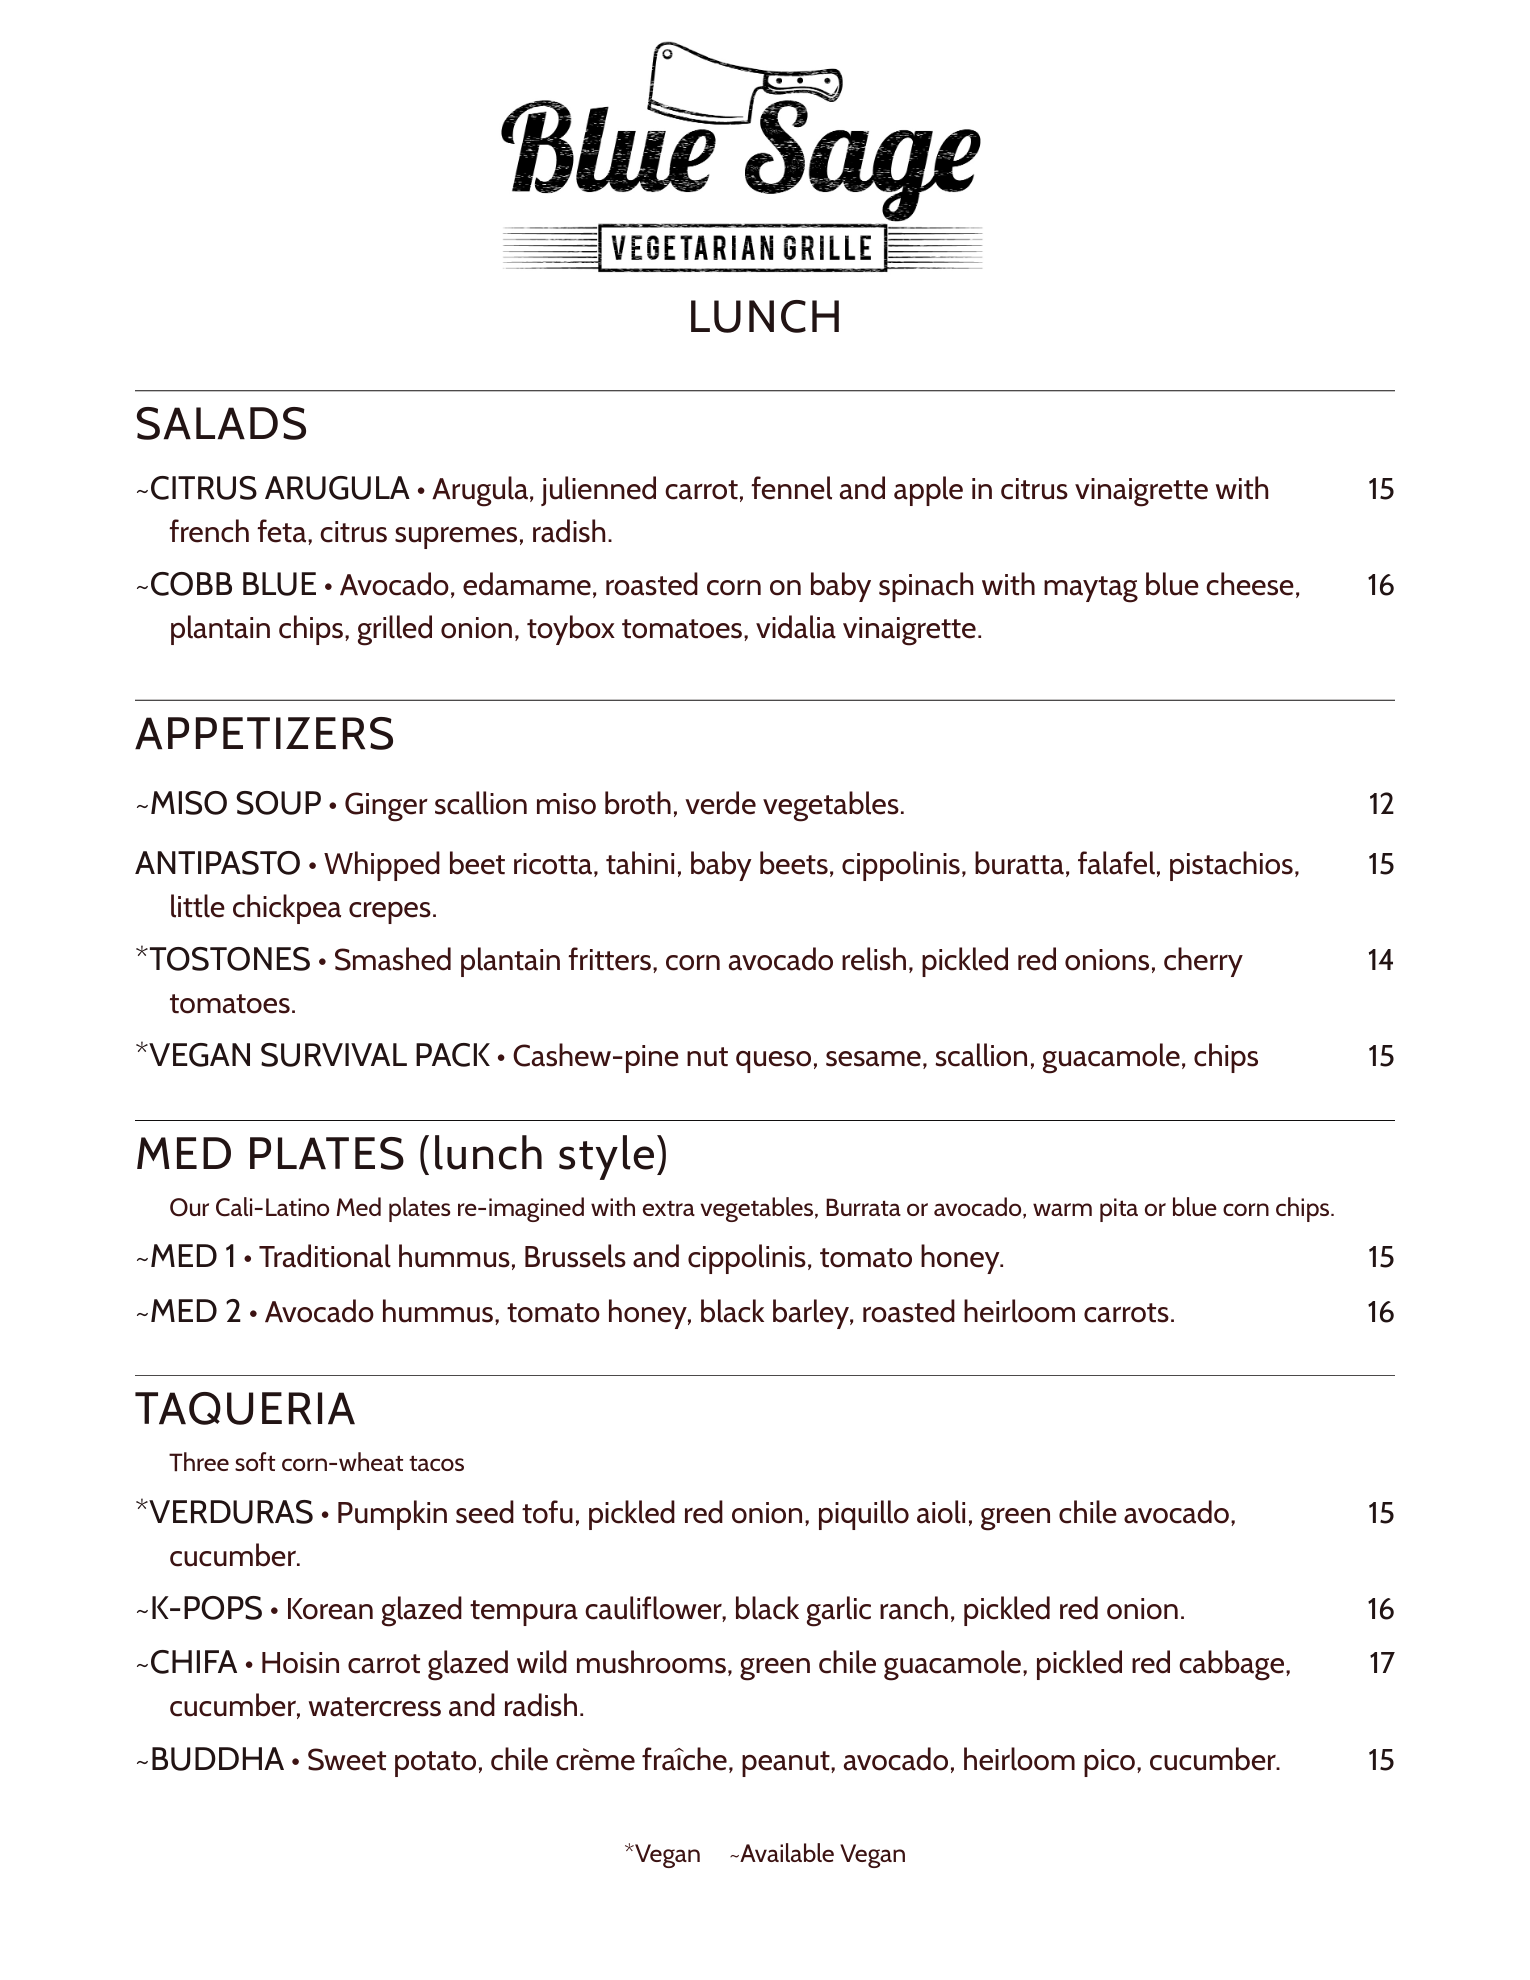 Blue Sage
VEGETARIAN GRILLE
LUNCH
SALADS
~CITRUS ARUGULA • Arugula, julienned carrot, fennel and apple in citrus vinaigrette with 15
french feta, citrus supremes, radish.
~COBB BLUE • Avocado, edamame, roasted corn on baby spinach with maytag blue cheese, 16
plantain chips, grilled onion, toybox tomatoes, vidalia vinaigrette.
APPETIZERS
~MISO SOUP • Ginger scallion miso broth, verde vegetables. 12
ANTIPASTO • Whipped beet ricotta, tahini, baby beets, cippolinis, buratta, falafel, pistachios, 15
little chickpea crepes.
*TOSTONES • Smashed plantain fritters, corn avocado relish, pickled red onions, cherry 14
tomatoes.
*VEGAN SURVIVAL PACK • Cashew-pine nut queso, sesame, scallion, guacamole, chips 15
MED PLATES (lunch style)
Our Cali-Latino Med plates re-imagined with extra vegetables, Burrata or avocado, warm pita or blue corn chips.
~MED 1 • Traditional hummus, Brussels and cippolinis, tomato honey. 15
~MED 2 • Avocado hummus, tomato honey, black barley, roasted heirloom carrots. 16
TAQUERIA
Three soft corn-wheat tacos
*VERDURAS • Pumpkin seed tofu, pickled red onion, piquillo aioli, green chile avocado, 15
cucumber.
~K-POPS • Korean glazed tempura cauliflower, black garlic ranch, pickled red onion. 16
~CHIFA • Hoisin carrot glazed wild mushrooms, green chile guacamole, pickled red cabbage, 17
cucumber, watercress and radish.
~BUDDHA • Sweet potato, chile crème fraîche, peanut, avocado, heirloom pico, cucumber. 15
*Vegan ~Available Vegan